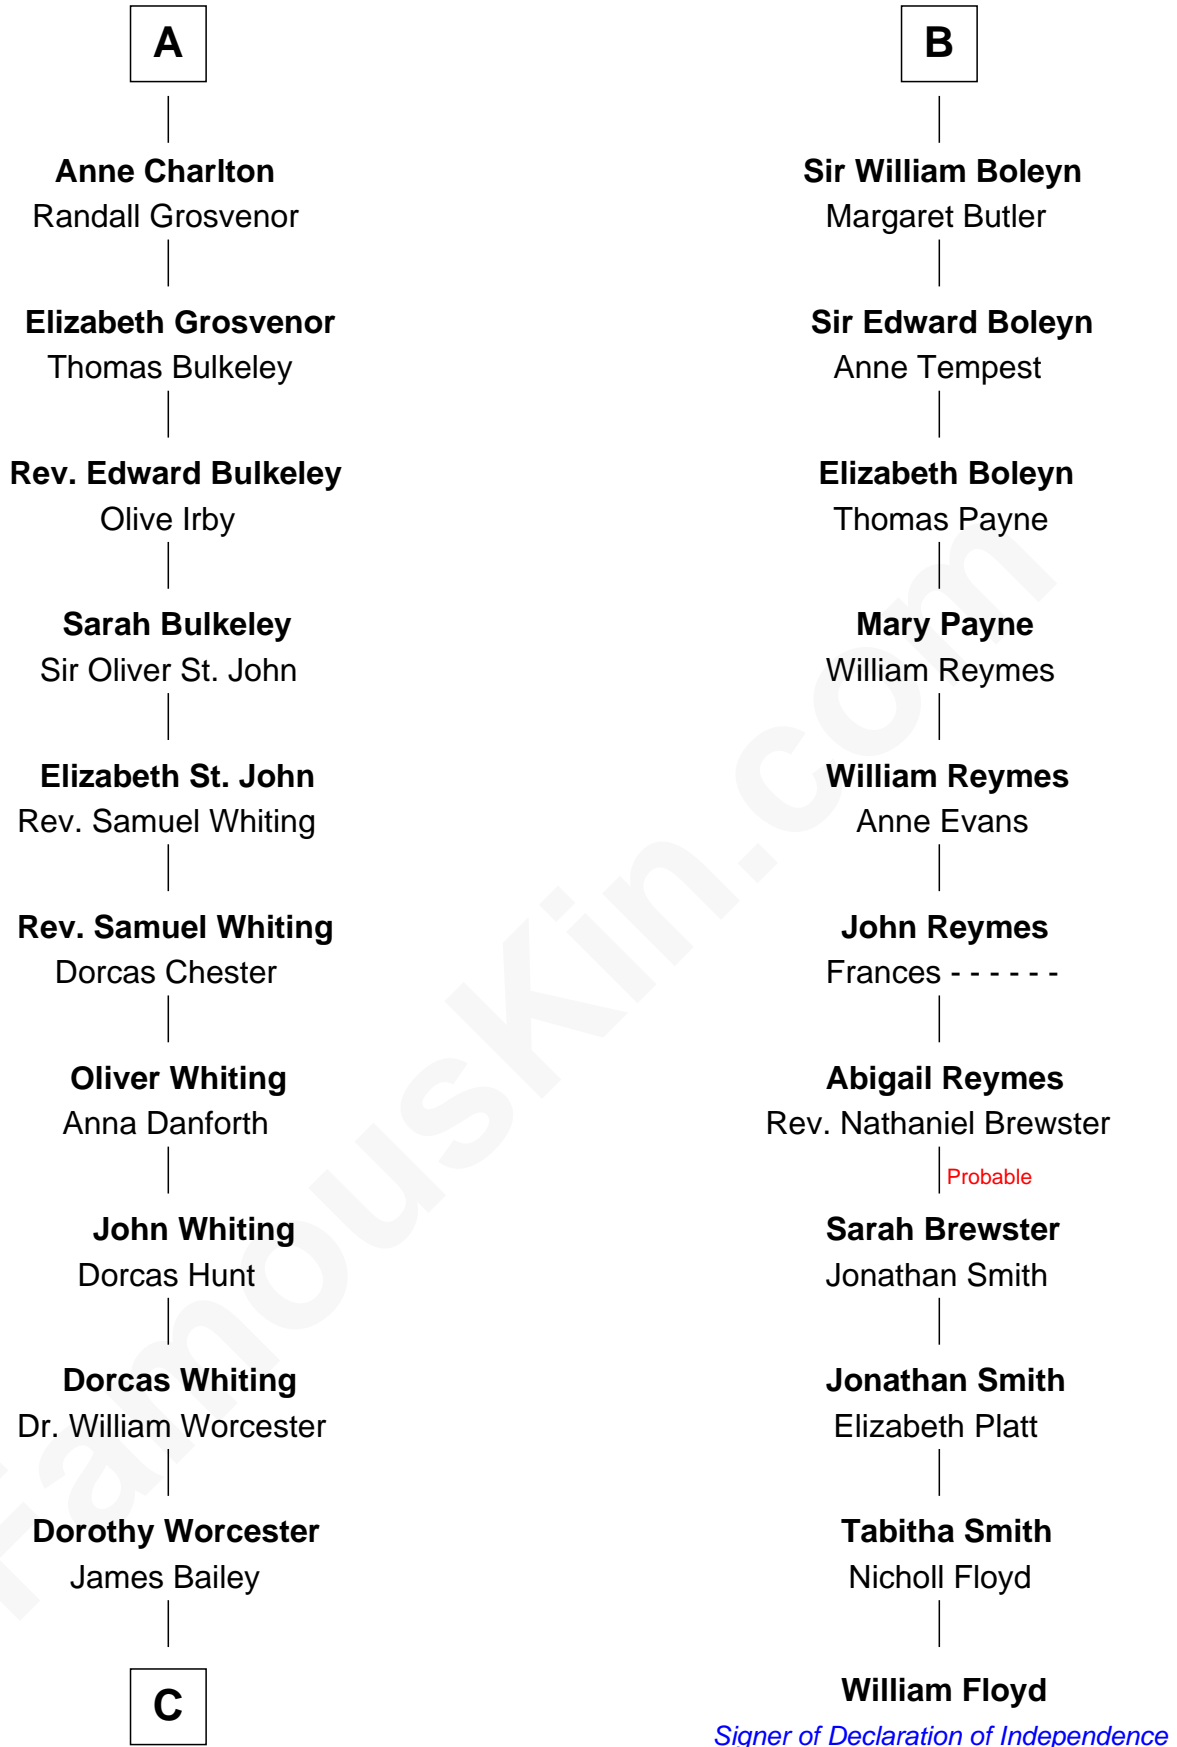 A
Anne Charlton
Randall Grosvenor
Elizabeth Grosvenor
Thomas Bulkeley
Rev. Edward Bulkeley
Olive Irby
Sarah Bulkeley
Sir Oliver St. John
Elizabeth St. John
Rev. Samuel Whiting
Rev. Samuel Whiting
Dorcas Chester
Oliver Whiting
Anna Danforth
John Whiting
Dorcas Hunt
Dorcas Whiting
Dr. William Worcester
Dorothy Worcester
James Bailey
C
B
Sir William Boleyn
Margaret Butler
Sir Edward Boleyn
Anne Tempest
Elizabeth Boleyn
Thomas Payne
Mary Payne
William Reymes
William Reymes
Anne Evans
John Reymes
Frances - - - - - -
Abigail Reymes
Rev. Nathaniel Brewster
Probable
Sarah Brewster
Jonathan Smith
Jonathan Smith
Elizabeth Platt
Tabitha Smith
Nicholl Floyd
William Floyd
Signer of Declaration of Independence
FamousKin.com